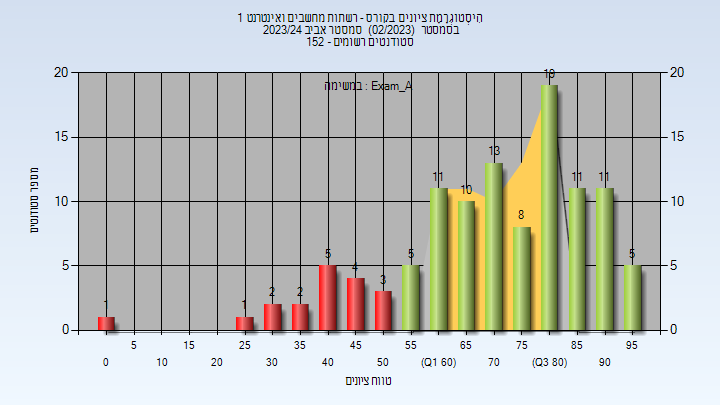 היסטוגרמת ציונים בקורס - רשתות מחשבים ואינטרנט 1
בסמסטר (02/2023) סמסטר אביב 2023/24
סטודנטים רשומים - 152
במשימה : Exam_A
20 20
15 15
10 10
5 5
0 0
1 1 2 2 5 4 3 5 11 10 13 8 19 11 11 5
מספר סטודנטים
5 15 25 35 45 55 65 75 85 95
0 10 20 30 40 50 (Q1 60) 70 (Q3 80) 90
טווח ציונים